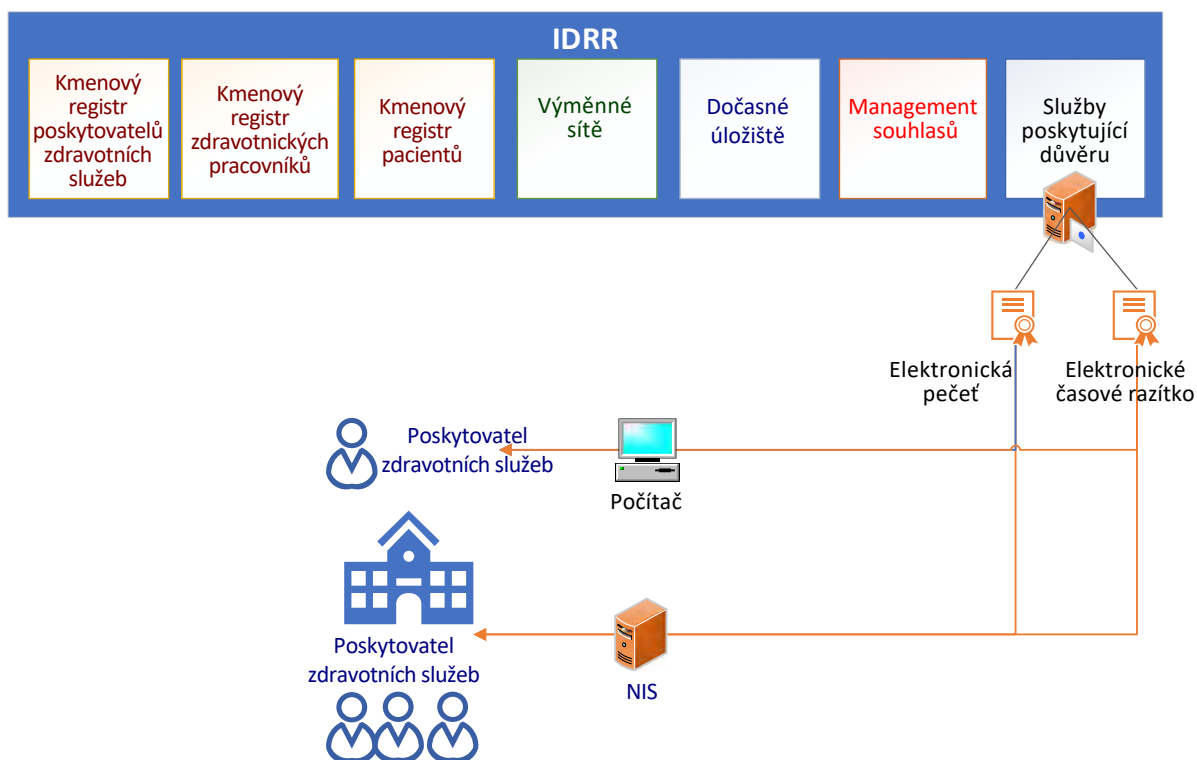 IDRR
Kmenový
registr
poskytovatelů
zdravotních
služeb
Kmenový
registr
zdravotnických
pracovníků
Kmenový
registr
pacientů
Výměnné
sítě
Dočasné
úložiště
Management
souhlasů
Služby
poskytující
důvěru
Elektronická
pečeť
Elektronické
časové razítko
Poskytovatel
zdravotních služeb
Počítač
Poskytovatel
zdravotních služeb
NIS